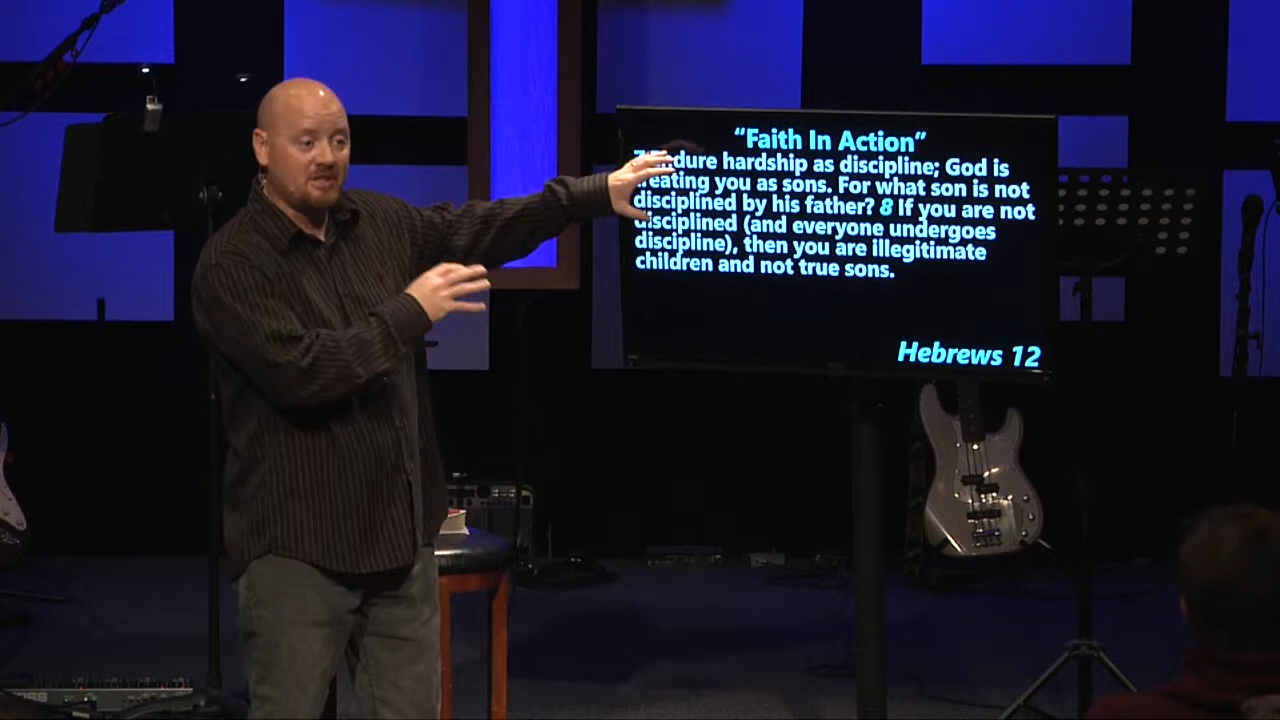 "Faith In Action"
Endure hardship as discipline; God is
treating you as sons. For what son is not
disciplined by his father? 8 If you are not
disciplined (and everyone undergoes
discipline), then you are illegitimate
children and not true sons.
Hebrews 12